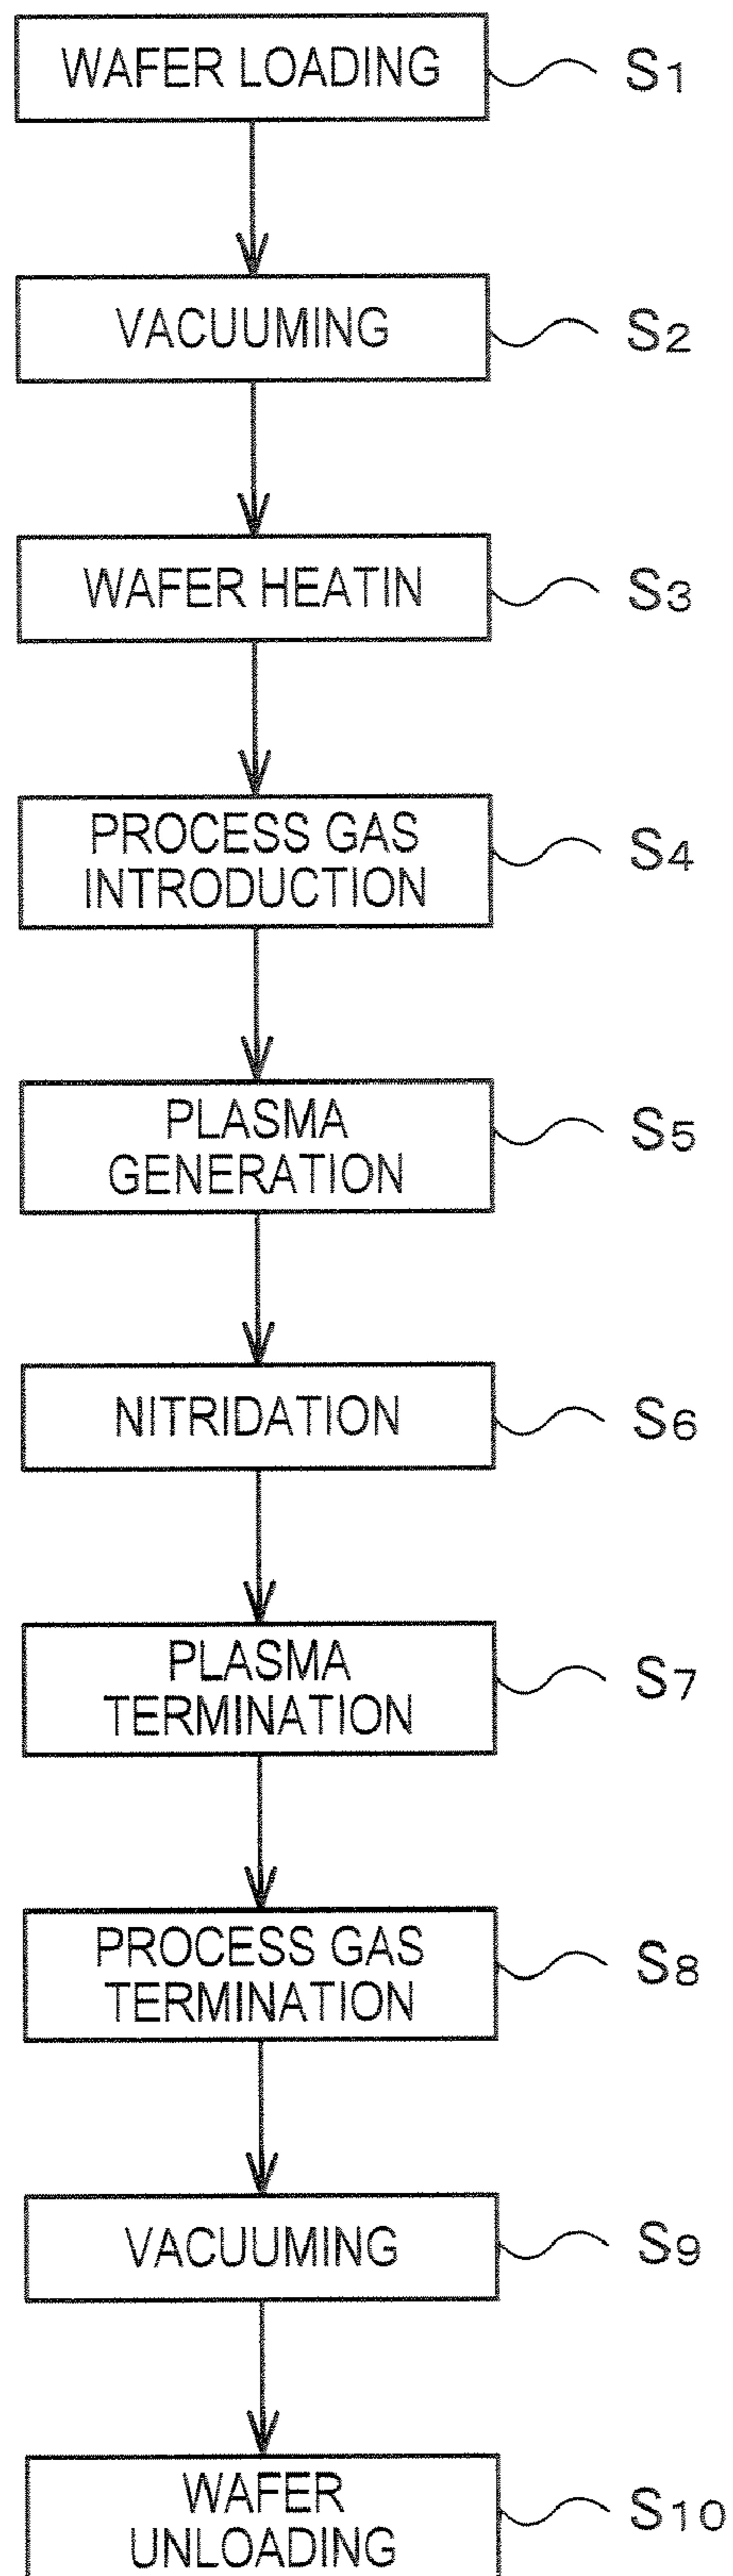 WAFER LOADING S1
VACUUMING S2
WAFER HEATIN S3
PROCESS GAS
INTRODUCTION S4
PLASMA
GENERATION S5
NITRIDATION S6
PLASMA
TERMINATION S7
PROCESS GAS
TERMINATION S8
VACUUMING S9
WAFER
UNLOADING S10